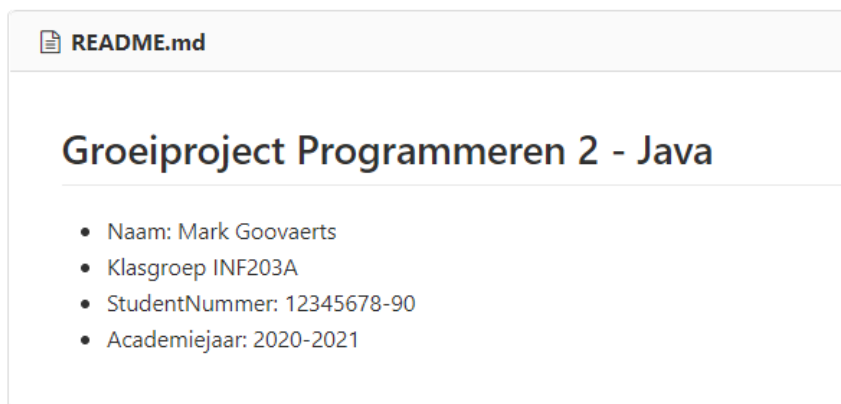 README.md
Groeiproject Programmeren 2 - Java
Naam: Mark Goovaerts
Klasgroep INF203A
StudentNummer: 12345678-90
Academiejaar: 2020-2021